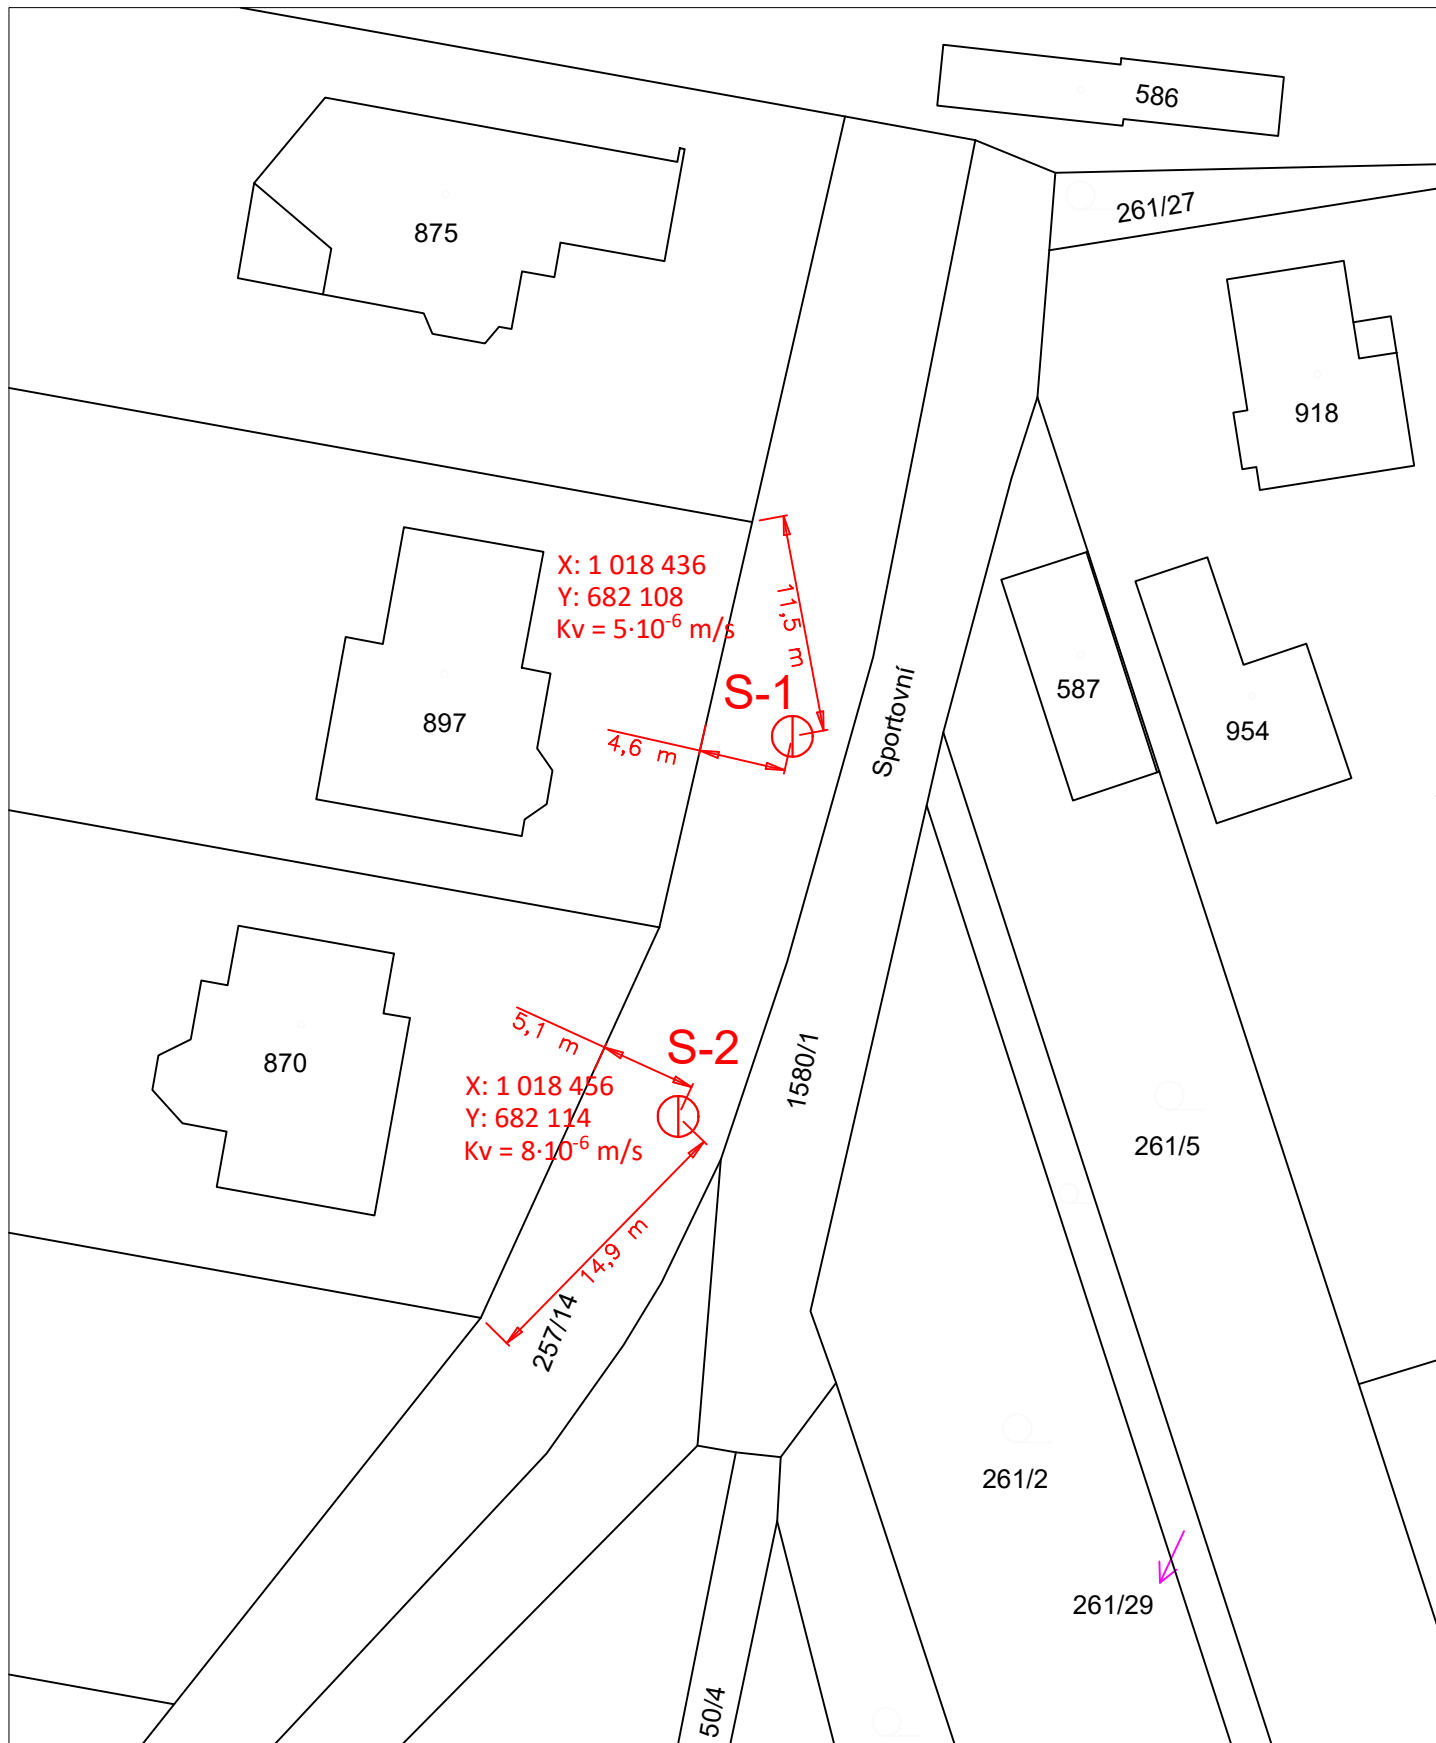 586
261/27
875
918
X: 1 018 436
Y: 682 108
Kv = 5·10⁻⁶ m/s
11,5 m
S-1
Sportovní
587
897
954
4,6 m
5,1 m
S-2
1580/1
870
X: 1 018 456
Y: 682 114
Kv = 8·10⁻⁶ m/s
261/5
14,9 m
257/14
261/2
261/29
50/4